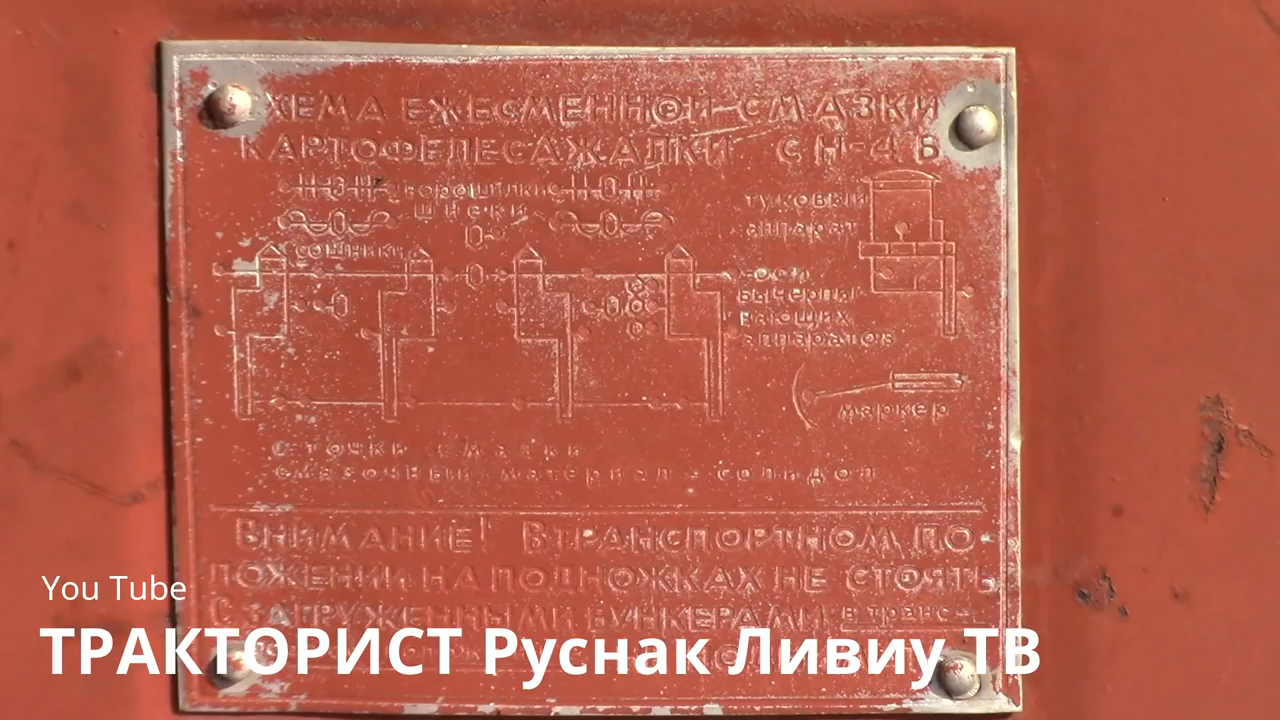 СХЕМА ЕЖЕСМЕННОЙ СМАЗКИ
КАРТОФЕЛЕСАЖАЛКИ СН-4Б
ворошилки
шнеки
сошники
туковый
аппарат
оси
вычерпы
вающих
аппаратов
маркер
точки смазки
смазочный материал - солидол
ВНИМАНИЕ! В ТРАНСПОРТНОМ ПО-
ЛОЖЕНИИ НА ПОДНОЖКАХ НЕ СТОЯТЬ
С ЗАГРУЖЕННЫМИ БУНКЕРАМИ в транс-
You Tube
ТРАКТОРИСТ Руснак Ливиу ТВ